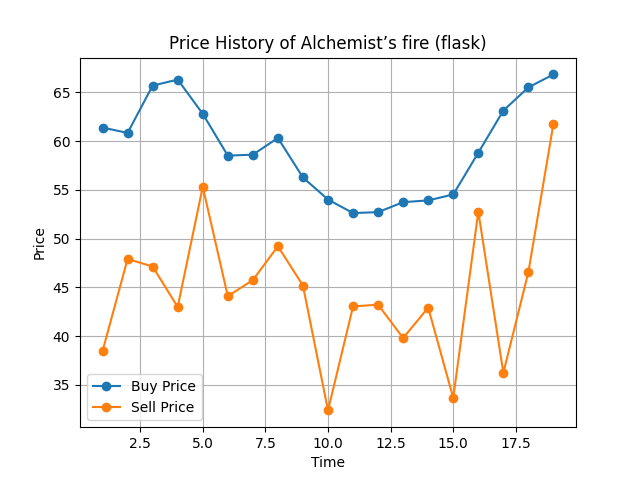 Price History of Alchemist’s fire (flask)
65
60
55
50
45
40
35
Price
Buy Price
Sell Price
2.5 5.0 7.5 10.0 12.5 15.0 17.5
Time